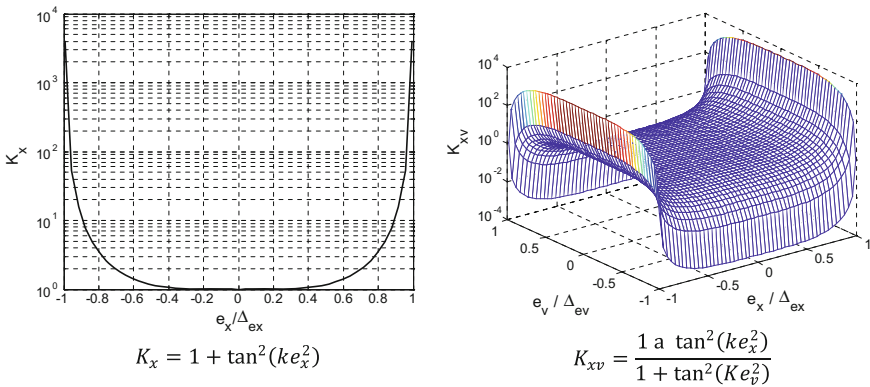 10^4
10^3
10^2
10^1
10^0
K_x
-1 -0.8 -0.6 -0.4 -0.2 0 0.2 0.4 0.6 0.8 1
e_x/Δ_ex
K_x = 1 + tan^2(ke_x^2)
10^4
10^2
10^0
10^-2
10^-4
K_xv
1
0.5
0
-0.5
-1
e_v / Δ_ev
-1
-0.5
0
0.5
1
e_x / Δ_ex
K_xv = \frac{1 a tan^2(ke_x^2)}{1 + tan^2(Ke_v^2)}